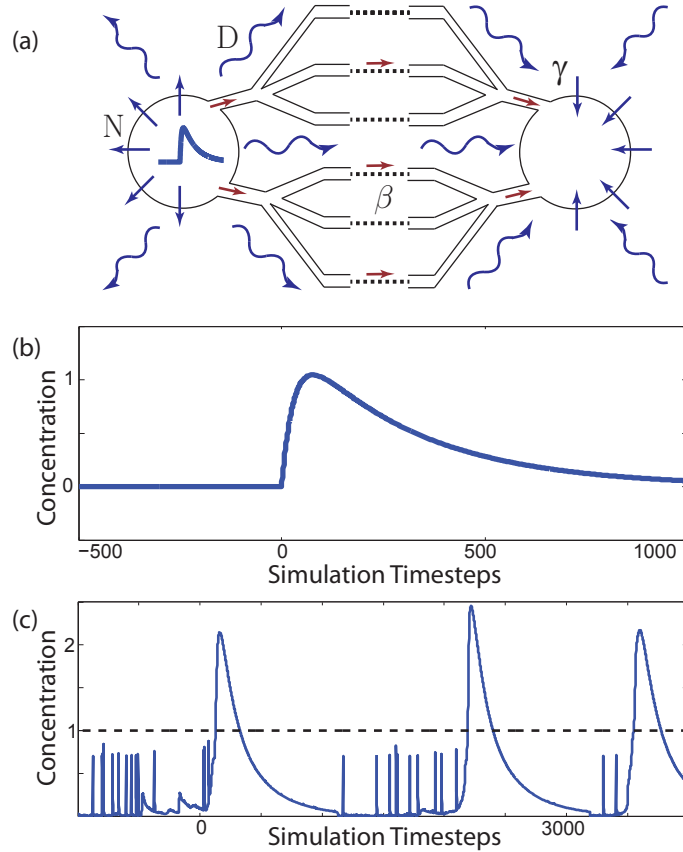 (a)
D
γ
N
β
(b)
Concentration
1
0
−500 0 500 1000
Simulation Timesteps
(c)
Concentration
2
1
0 3000
Simulation Timesteps